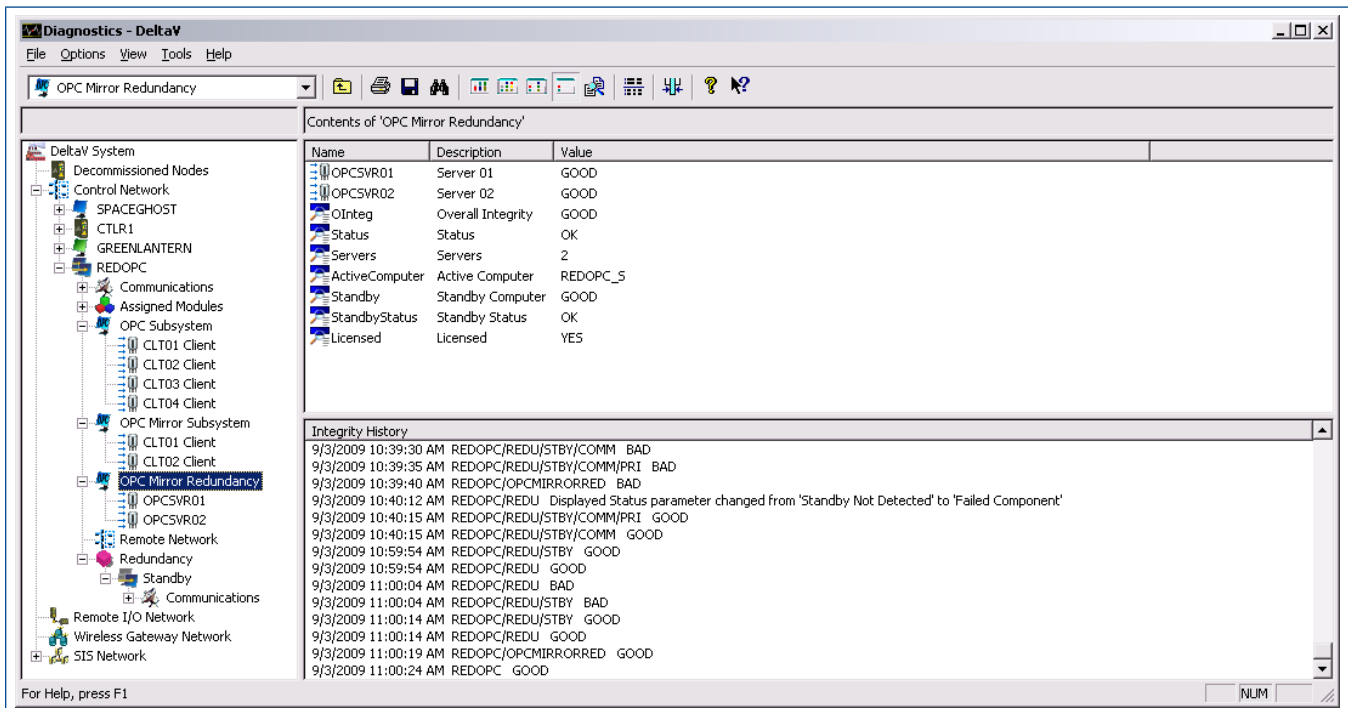 Diagnostics - DeltaV
File Options View Tools Help
OPC Mirror Redundancy
Contents of 'OPC Mirror Redundancy'
DeltaV System
Decommissioned Nodes
Control Network
SPACEGHOST
CTLR1
GREENLANTERN
REDOPC
Communications
Assigned Modules
OPC Subsystem
CLT01 Client
CLT02 Client
CLT03 Client
CLT04 Client
OPC Mirror Subsystem
CLT01 Client
CLT02 Client
OPC Mirror Redundancy
OPCSVR01
OPCSVR02
Remote Network
Redundancy
Standby
Communications
Remote I/O Network
Wireless Gateway Network
SIS Network
Name Description Value
OPCSVR01 Server 01 GOOD
OPCSVR02 Server 02 GOOD
OInteg Overall Integrity GOOD
Status Status OK
Servers Servers 2
ActiveComputer Active Computer REDOPC_S
Standby Standby Computer GOOD
StandbyStatus Standby Status OK
Licensed Licensed YES
Integrity History
9/3/2009 10:39:30 AM REDOPC/REDU/STBY/COMM BAD
9/3/2009 10:39:35 AM REDOPC/REDU/STBY/COMM/PRI BAD
9/3/2009 10:39:40 AM REDOPC/OPCMIRRORRED BAD
9/3/2009 10:40:12 AM REDOPC/REDU Displayed Status parameter changed from 'Standby Not Detected' to 'Failed Component'
9/3/2009 10:40:15 AM REDOPC/REDU/STBY/COMM/PRI GOOD
9/3/2009 10:40:15 AM REDOPC/REDU/STBY/COMM GOOD
9/3/2009 10:59:54 AM REDOPC/REDU/STBY GOOD
9/3/2009 10:59:54 AM REDOPC/REDU GOOD
9/3/2009 11:00:04 AM REDOPC/REDU BAD
9/3/2009 11:00:04 AM REDOPC/REDU/STBY BAD
9/3/2009 11:00:14 AM REDOPC/REDU/STBY GOOD
9/3/2009 11:00:14 AM REDOPC/REDU GOOD
9/3/2009 11:00:19 AM REDOPC/OPCMIRRORRED GOOD
9/3/2009 11:00:24 AM REDOPC GOOD
For Help, press F1
NUM